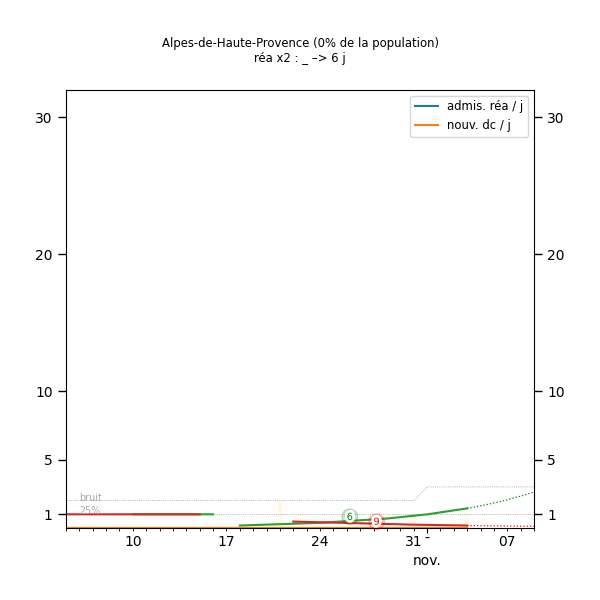 Alpes-de-Haute-Provence (0% de la population)
réa x2 : _ –> 6 j
admis. réa / j
nouv. dc / j
30 30
20 20
10 10
5 5
bruit
25%
1 1
6 9
10 17 24 31 - 07
nov.